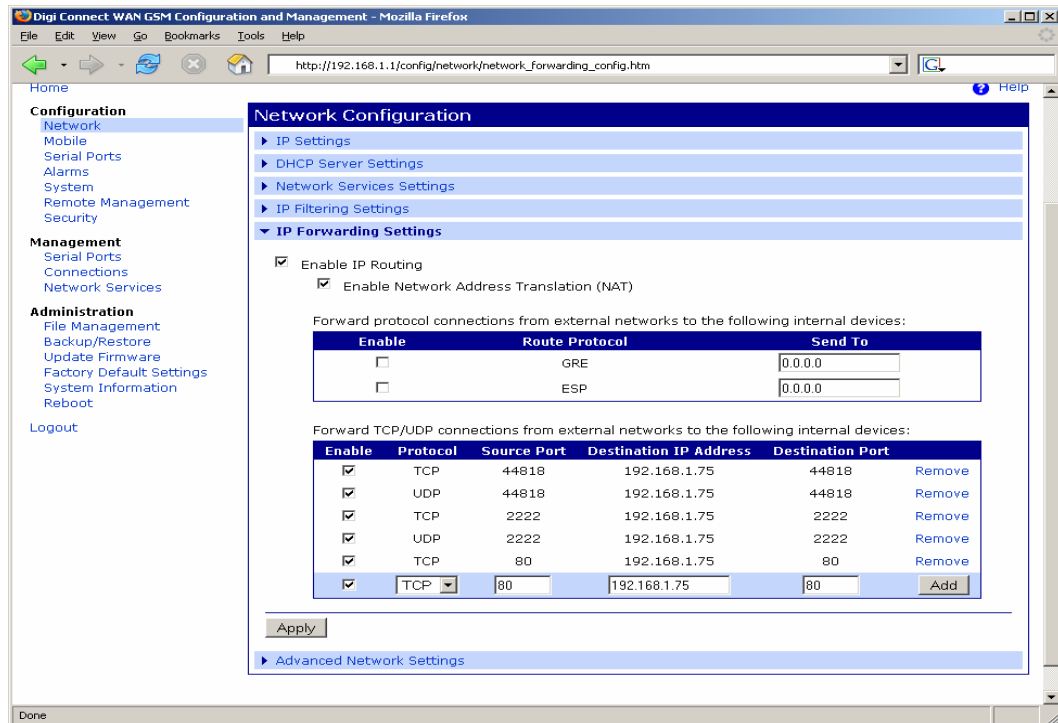 Digi Connect WAN GSM Configuration and Management - Mozilla Firefox
File Edit View Go Bookmarks Tools Help
http://192.168.1.1/config/network/network_forwarding_config.htm
G
Home
Help
Configuration
Network
Mobile
Serial Ports
Alarms
System
Remote Management
Security
Management
Serial Ports
Connections
Network Services
Administration
File Management
Backup/Restore
Update Firmware
Factory Default Settings
System Information
Reboot
Logout
Network Configuration
IP Settings
DHCP Server Settings
Network Services Settings
IP Filtering Settings
IP Forwarding Settings
Enable IP Routing
Enable Network Address Translation (NAT)
Forward protocol connections from external networks to the following internal devices:
Enable Route Protocol Send To
GRE 0.0.0.0
ESP 0.0.0.0
Forward TCP/UDP connections from external networks to the following internal devices:
Enable Protocol Source Port Destination IP Address Destination Port
TCP 44818 192.168.1.75 44818 Remove
UDP 44818 192.168.1.75 44818 Remove
TCP 2222 192.168.1.75 2222 Remove
UDP 2222 192.168.1.75 2222 Remove
TCP 80 192.168.1.75 80 Remove
TCP 80 192.168.1.75 80 Add
Apply
Advanced Network Settings
Done